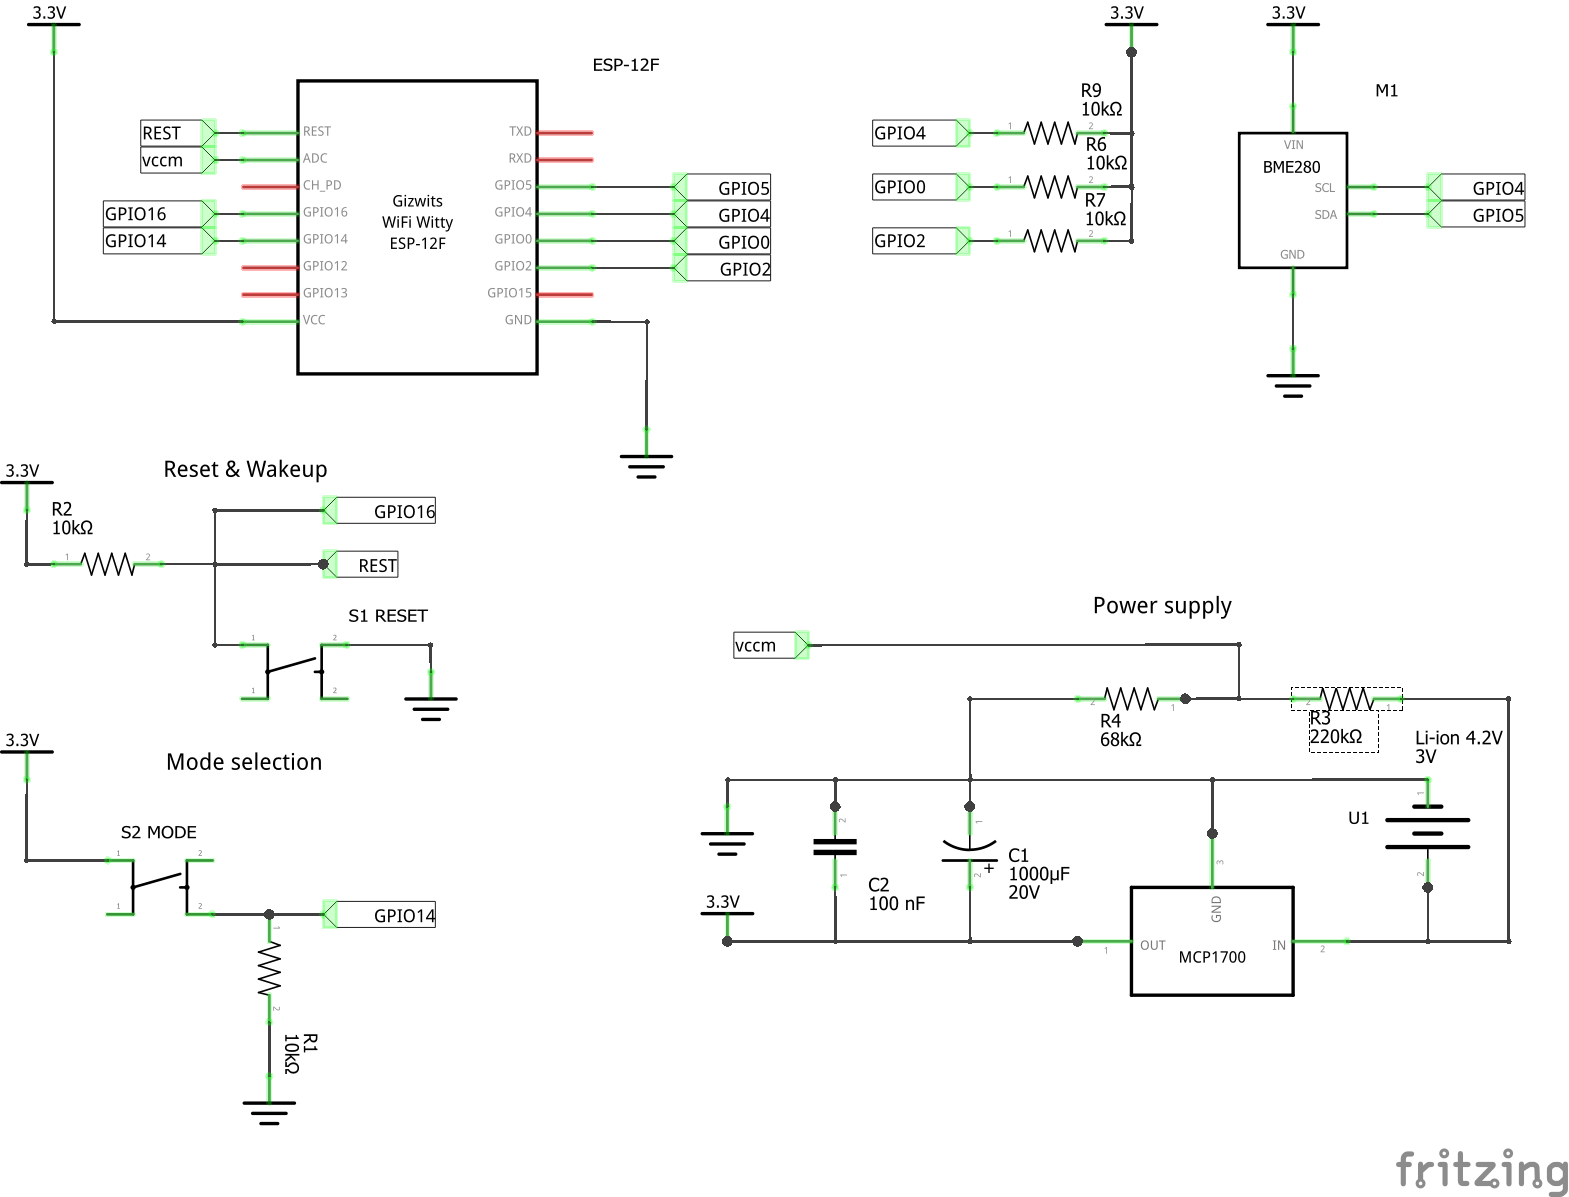 3.3V
ESP-12F
REST
vccm
GPIO16
GPIO14
REST
ADC
CH_PD
GPIO16
GPIO14
GPIO12
GPIO13
VCC
Gizwits
WiFi Witty
ESP-12F
TXD
RXD
GPIO5
GPIO4
GPIO0
GPIO2
GPIO15
GND
GPIO5
GPIO4
GPIO0
GPIO2
3.3V
R9
10kΩ
GPIO4
1
2
R6
10kΩ
GPIO0
1
2
R7
10kΩ
GPIO2
1
2
3.3V
M1
VIN
BME280
SCL
SDA
GND
GPIO4
GPIO5
Reset & Wakeup
3.3V
R2
10kΩ
1
2
GPIO16
REST
S1 RESET
1
2
1
2
Mode selection
3.3V
S2 MODE
1
2
1
2
GPIO14
1
2
R1
10kΩ
Power supply
vccm
2
1
R4
68kΩ
2
1
R3
220kΩ
Li-ion 4.2V
3V
U1
1
2
2
1
C2
100 nF
1
2
+
C1
1000μF
20V
3.3V
3
GND
OUT
IN
MCP1700
1
2
fritzing